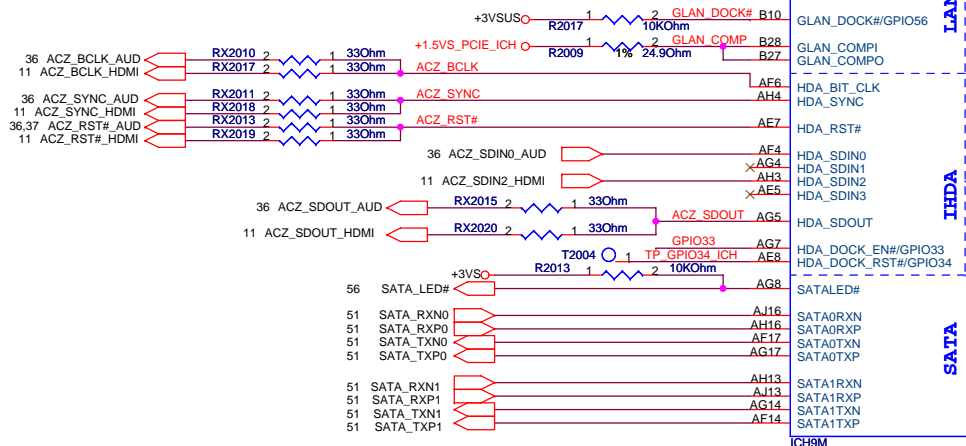 +3VSUS 1 2 GLAN_DOCK# B10 GLAN_DOCK#/GPIO56 LAN
R2017 10KOhm
+1.5VS_PCIE_ICH 1 2 GLAN_COMP B28 GLAN_COMPI
R2009 1% 24.9Ohm B27 GLAN_COMPO
36 ACZ_BCLK_AUD RX2010 2 1 33Ohm
11 ACZ_BCLK_HDMI RX2017 2 1 33Ohm ACZ_BCLK AF6 HDA_BIT_CLK
36 ACZ_SYNC_AUD RX2011 2 1 33Ohm ACZ_SYNC AH4 HDA_SYNC
11 ACZ_SYNC_HDMI RX2018 2 1 33Ohm
36,37 ACZ_RST#_AUD RX2013 2 1 33Ohm ACZ_RST# AE7 HDA_RST#
11 ACZ_RST#_HDMI RX2019 2 1 33Ohm
36 ACZ_SDIN0_AUD AF4 HDA_SDIN0
AG4 HDA_SDIN1
11 ACZ_SDIN2_HDMI AH3 HDA_SDIN2
AE5 HDA_SDIN3
IHDA
36 ACZ_SDOUT_AUD RX2015 2 1 33Ohm ACZ_SDOUT AG5 HDA_SDOUT
11 ACZ_SDOUT_HDMI RX2020 2 1 33Ohm
GPIO33 AG7 HDA_DOCK_EN#/GPIO33
T2004 1 TP_GPIO34_ICH AE8 HDA_DOCK_RST#/GPIO34
+3VS R2013 1 2 10KOhm
56 SATA_LED# AG8 SATALED#
51 SATA_RXN0 AJ16 SATA0RXN
51 SATA_RXP0 AH16 SATA0RXP
51 SATA_TXN0 AF17 SATA0TXN
51 SATA_TXP0 AG17 SATA0TXP
SATA
51 SATA_RXN1 AH13 SATA1RXN
51 SATA_RXP1 AJ13 SATA1RXP
51 SATA_TXN1 AG14 SATA1TXN
51 SATA_TXP1 AF14 SATA1TXP
ICH9M